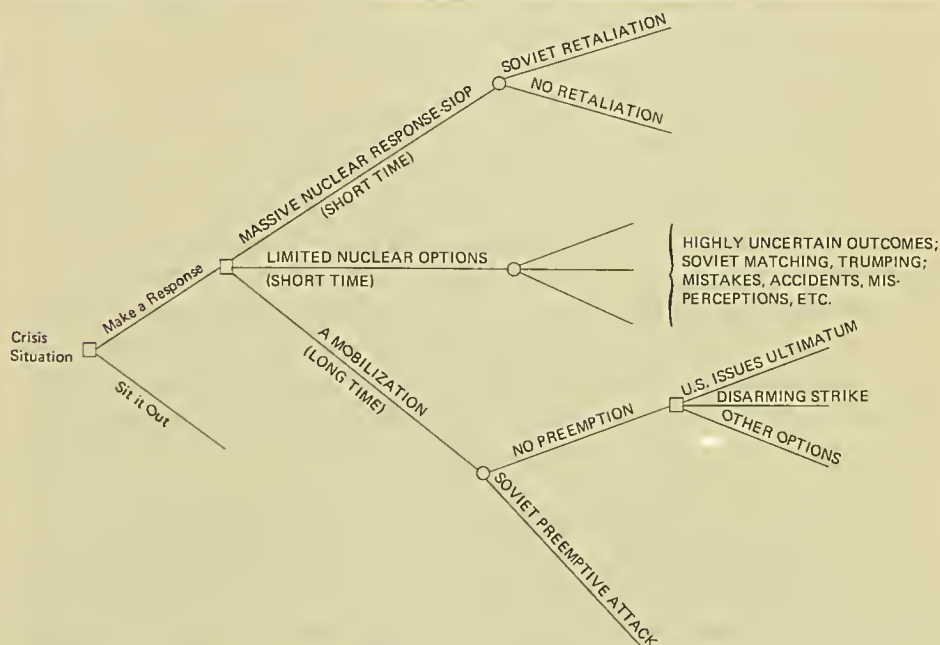 SOVIET RETALIATION
NO RETALIATION
MASSIVE NUCLEAR RESPONSE-SIOP
(SHORT TIME)
LIMITED NUCLEAR OPTIONS
(SHORT TIME)
HIGHLY UNCERTAIN OUTCOMES;
SOVIET MATCHING, TRUMPING;
MISTAKES, ACCIDENTS, MIS-
PERCEPTIONS, ETC.
Make a Response
Crisis
Situation
Sit it Out
A MOBILIZATION
(LONG TIME)
U.S. ISSUES ULTIMATUM
DISARMING STRIKE
OTHER OPTIONS
NO PREEMPTION
SOVIET PREEMPTIVE ATTACK